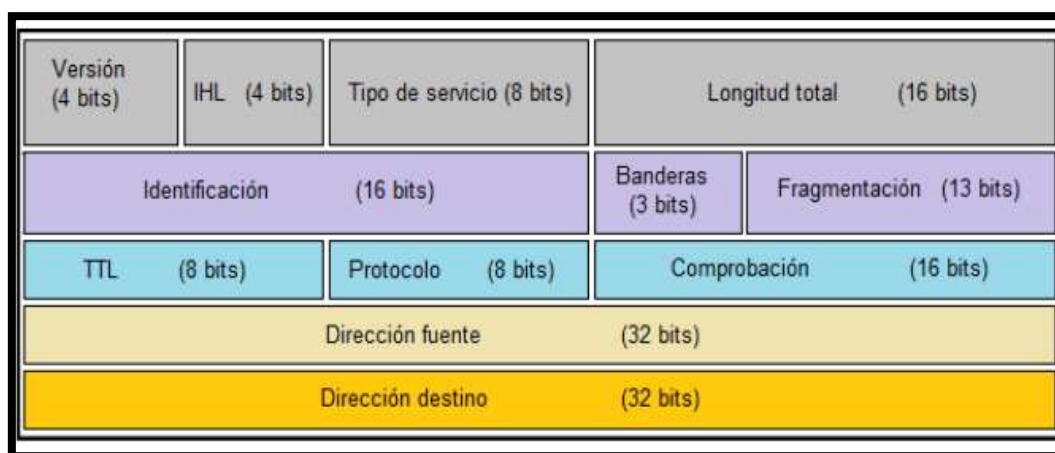 Versión
(4 bits)
IHL (4 bits)
Tipo de servicio (8 bits)
Longitud total (16 bits)
Identificación (16 bits)
Banderas
(3 bits)
Fragmentación (13 bits)
TTL (8 bits)
Protocolo (8 bits)
Comprobación (16 bits)
Dirección fuente (32 bits)
Dirección destino (32 bits)